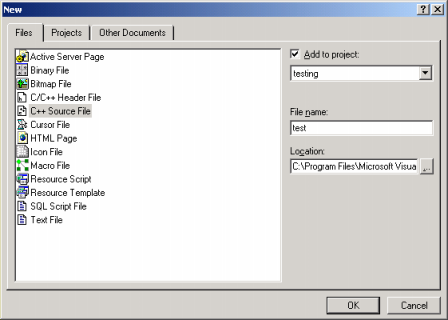 New
Files
Projects
Other Documents
Active Server Page
Binary File
Bitmap File
C/C++ Header File
C++ Source File
Cursor File
HTML Page
Icon File
Macro File
Resource Script
Resource Template
SQL Script File
Text File
Add to project:
testing
File name:
test
Location:
C:\Program Files\Microsoft Visua
...
OK
Cancel